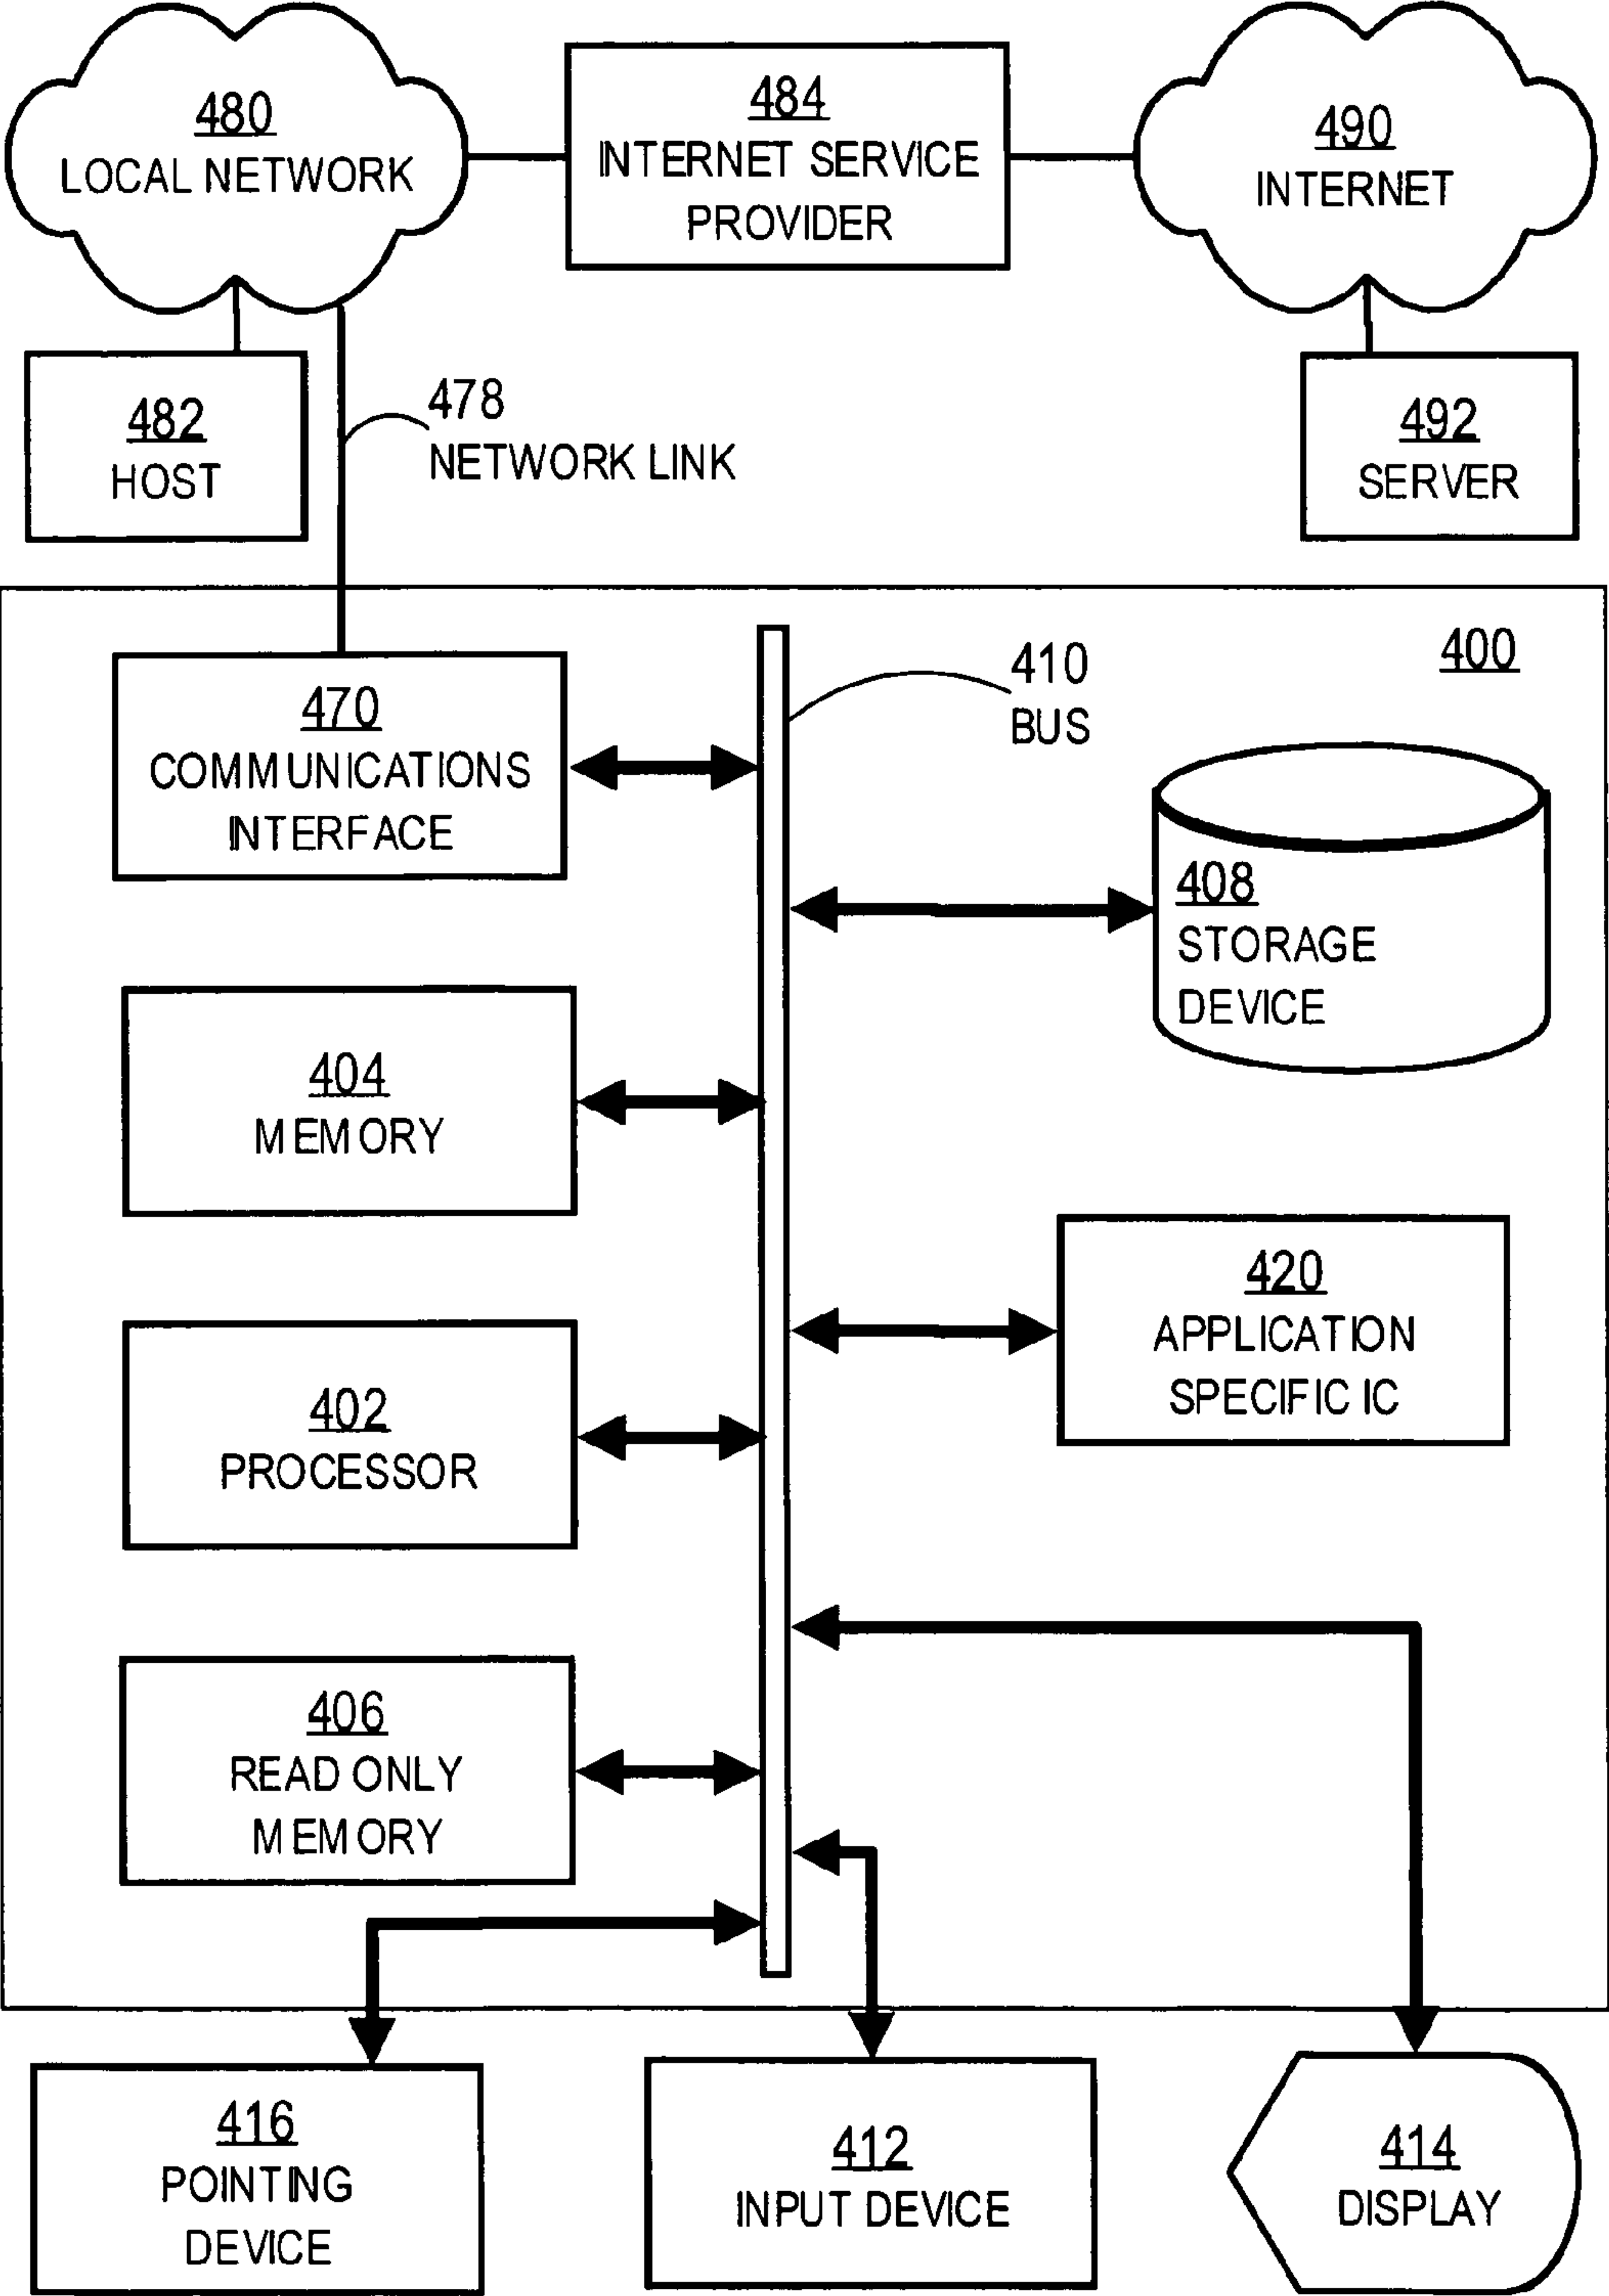 480
LOCAL NETWORK
484
INTERNET SERVICE
PROVIDER
490
INTERNET
482
HOST
478
NETWORK LINK
492
SERVER
400
470
COMMUNICATIONS
INTERFACE
410
BUS
408
STORAGE
DEVICE
404
MEMORY
420
APPLICATION
SPECIFIC IC
402
PROCESSOR
406
READ ONLY
MEMORY
416
POINTING
DEVICE
412
INPUT DEVICE
414
DISPLAY